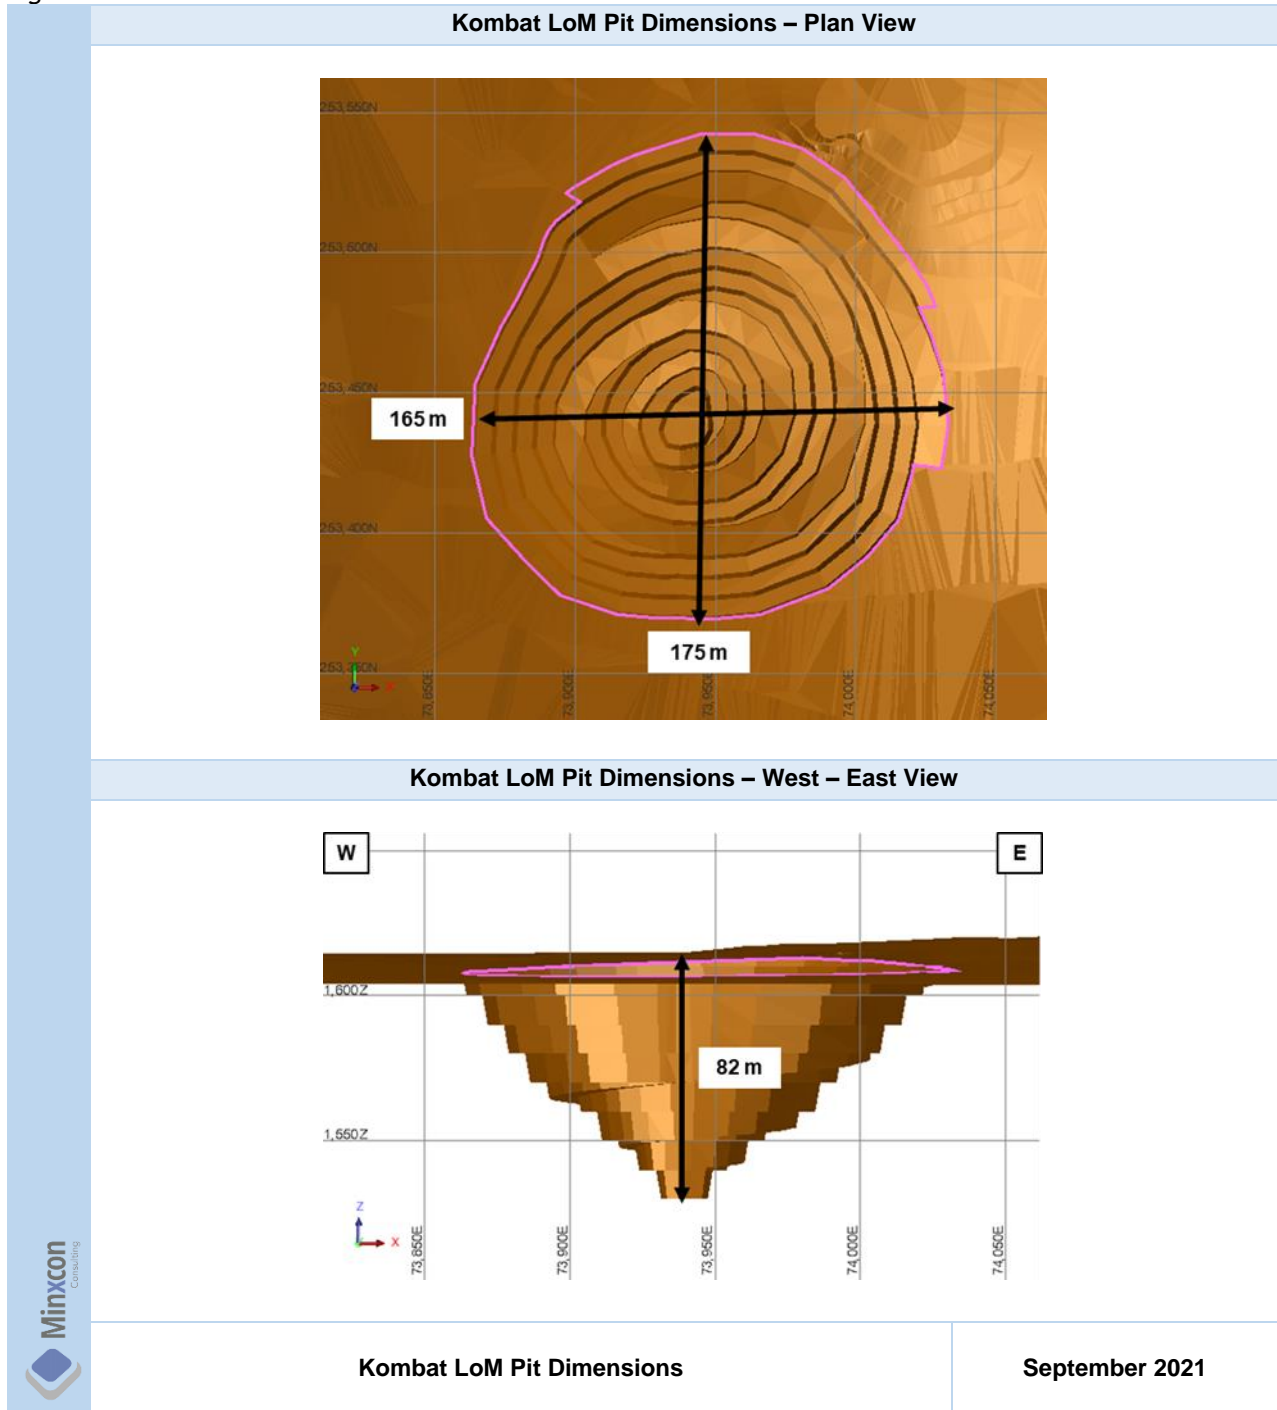 Kombat LoM Pit Dimensions – Plan View
253,550N
253,500N
253,450N
165 m
253,400N
175 m
Y
253,350N
X
73,850E
73,900E
73,950E
74,000E
74,050E
Kombat LoM Pit Dimensions – West – East View
W
E
1,600Z
82 m
1,550Z
Z
X
73,850E
73,900E
73,950E
74,000E
74,050E
Minxcon
Consulting
Kombat LoM Pit Dimensions
September 2021